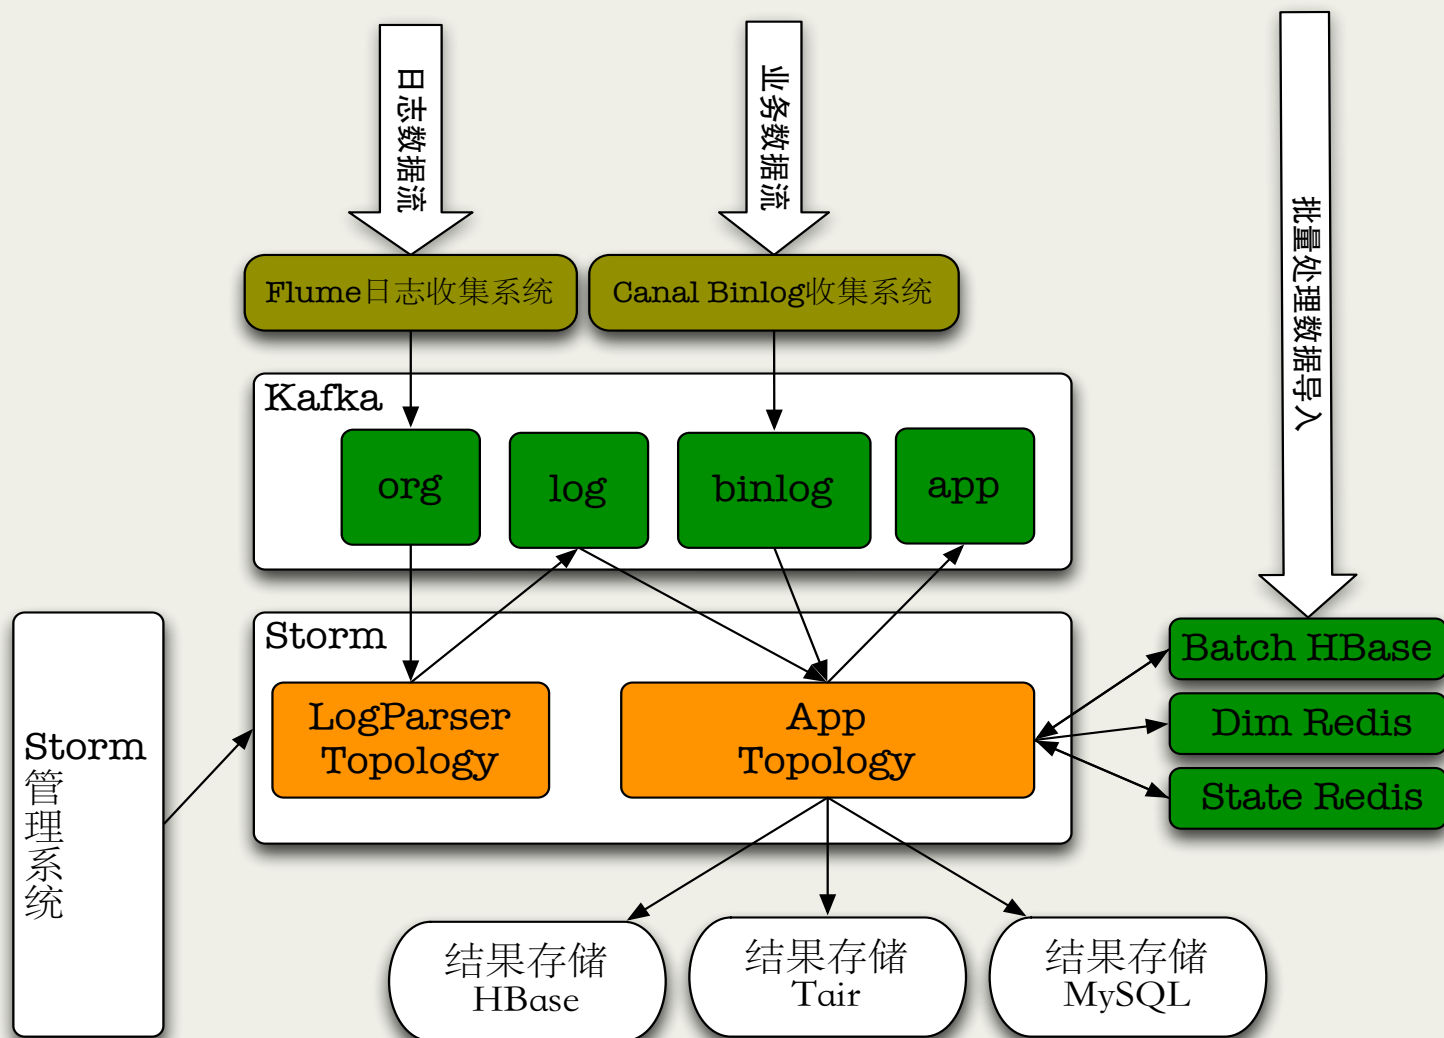 日志数据流
业务数据流
批量处理数据导入
Flume日志收集系统
Canal Binlog收集系统
Kafka
org
log
binlog
app
Storm
LogParser
Topology
App
Topology
Batch HBase
Dim Redis
State Redis
Storm
管
理
系
统
结果存储
HBase
结果存储
Tair
结果存储
MySQL